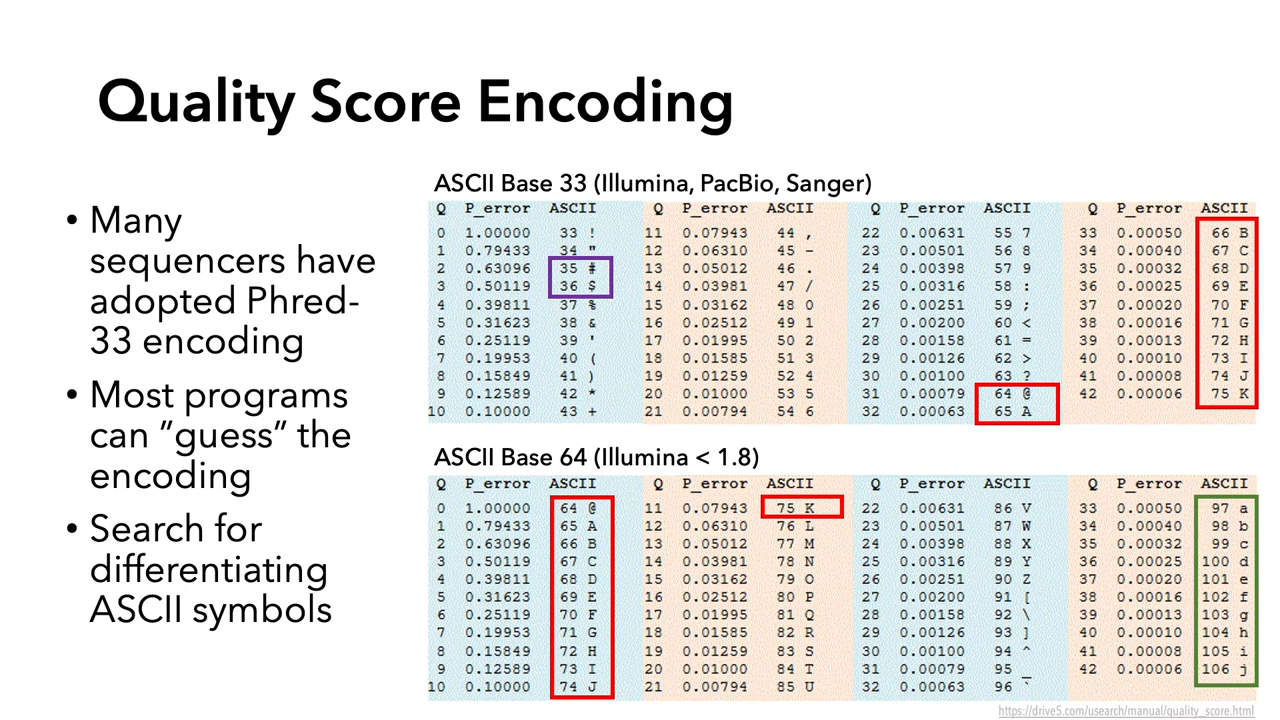 Quality Score Encoding
• Many
sequencers have
adopted Phred-
33 encoding
• Most programs
can "guess" the
encoding
• Search for
differentiating
ASCII symbols
ASCII Base 33 (Illumina, PacBio, Sanger)
Q P_error ASCII Q P_error ASCII Q P_error ASCII Q P_error ASCII
0 1.00000 33 ! 11 0.07943 44 , 22 0.00631 55 7 33 0.00050 66 B
1 0.79433 34 " 12 0.06310 45 - 23 0.00501 56 8 34 0.00040 67 C
2 0.63096 35 # 13 0.05012 46 . 24 0.00398 57 9 35 0.00032 68 D
3 0.50119 36 $ 14 0.03981 47 / 25 0.00316 58 : 36 0.00025 69 E
4 0.39811 37 % 15 0.03162 48 0 26 0.00251 59 ; 37 0.00020 70 F
5 0.31623 38 & 16 0.02512 49 1 27 0.00200 60 < 38 0.00016 71 G
6 0.25119 39 ' 17 0.01995 50 2 28 0.00158 61 = 39 0.00013 72 H
7 0.19953 40 ( 18 0.01585 51 3 29 0.00126 62 > 40 0.00010 73 I
8 0.15849 41 ) 19 0.01259 52 4 30 0.00100 63 ? 41 0.00008 74 J
9 0.12589 42 * 20 0.01000 53 5 31 0.00079 64 @ 42 0.00006 75 K
10 0.10000 43 + 21 0.00794 54 6 32 0.00063 65 A
ASCII Base 64 (Illumina < 1.8)
Q P_error ASCII Q P_error ASCII Q P_error ASCII Q P_error ASCII
0 1.00000 64 @ 11 0.07943 75 K 22 0.00631 86 V 33 0.00050 97 a
1 0.79433 65 A 12 0.06310 76 L 23 0.00501 87 W 34 0.00040 98 b
2 0.63096 66 B 13 0.05012 77 M 24 0.00398 88 X 35 0.00032 99 c
3 0.50119 67 C 14 0.03981 78 N 25 0.00316 89 Y 36 0.00025 100 d
4 0.39811 68 D 15 0.03162 79 O 26 0.00251 90 Z 37 0.00020 101 e
5 0.31623 69 E 16 0.02512 80 P 27 0.00200 91 [ 38 0.00016 102 f
6 0.25119 70 F 17 0.01995 81 Q 28 0.00158 92 \ 39 0.00013 103 g
7 0.19953 71 G 18 0.01585 82 R 29 0.00126 93 ] 40 0.00010 104 h
8 0.15849 72 H 19 0.01259 83 S 30 0.00100 94 ^ 41 0.00008 105 i
9 0.12589 73 I 20 0.01000 84 T 31 0.00079 95 _ 42 0.00006 106 j
10 0.10000 74 J 21 0.00794 85 U 32 0.00063 96 `
https://drive5.com/usearch/manual/quality_score.html